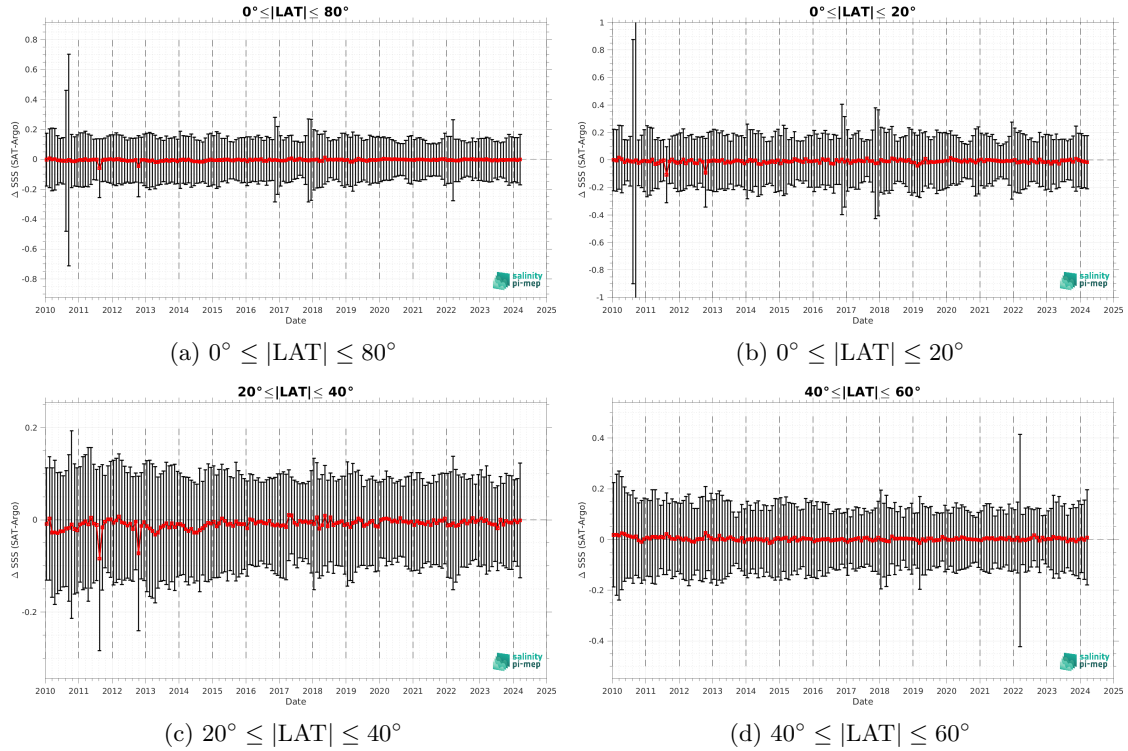 0°≤|LAT|≤ 80°
Δ SSS (SAT-Argo)
0.8
0.6
0.4
0.2
0
-0.2
-0.4
-0.6
-0.8
salinity
pi-mep
2010 2011 2012 2013 2014 2015 2016 2017 2018 2019 2020 2021 2022 2023 2024 2025
Date
(a) 0° ≤ |LAT| ≤ 80°
0°≤|LAT|≤ 20°
Δ SSS (SAT-Argo)
1
0.8
0.6
0.4
0.2
0
-0.2
-0.4
-0.6
-0.8
-1
salinity
pi-mep
2010 2011 2012 2013 2014 2015 2016 2017 2018 2019 2020 2021 2022 2023 2024 2025
Date
(b) 0° ≤ |LAT| ≤ 20°
20°≤|LAT|≤ 40°
Δ SSS (SAT-Argo)
0.2
0
-0.2
salinity
pi-mep
2010 2011 2012 2013 2014 2015 2016 2017 2018 2019 2020 2021 2022 2023 2024 2025
Date
(c) 20° ≤ |LAT| ≤ 40°
40°≤|LAT|≤ 60°
Δ SSS (SAT-Argo)
0.4
0.2
0
-0.2
-0.4
salinity
pi-mep
2010 2011 2012 2013 2014 2015 2016 2017 2018 2019 2020 2021 2022 2023 2024 2025
Date
(d) 40° ≤ |LAT| ≤ 60°